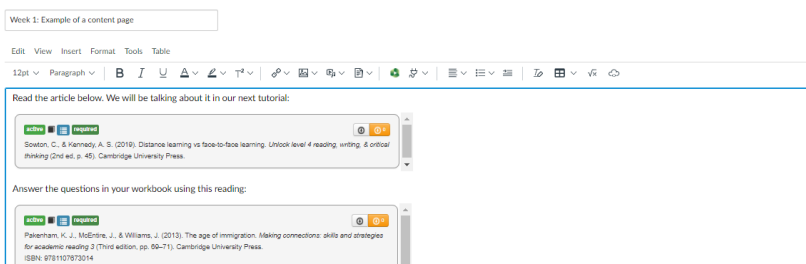 Week 1: Example of a content page
Edit View Insert Format Tools Table
12pt Paragraph B I U A T²
Read the article below. We will be talking about it in our next tutorial:
active required
Sowton, C., & Kennedy, A. S. (2019). Distance learning vs face-to-face learning. Unlock level 4 reading, writing, & critical
thinking (2nd ed, p. 45). Cambridge University Press.
Answer the questions in your workbook using this reading:
active required
Pakenham, K. J., McEntire, J., & Williams, J. (2013). The age of immigration. Making connections: skills and strategies
for academic reading 3 (Third edition, pp. 69–71). Cambridge University Press.
ISBN: 9781107673014